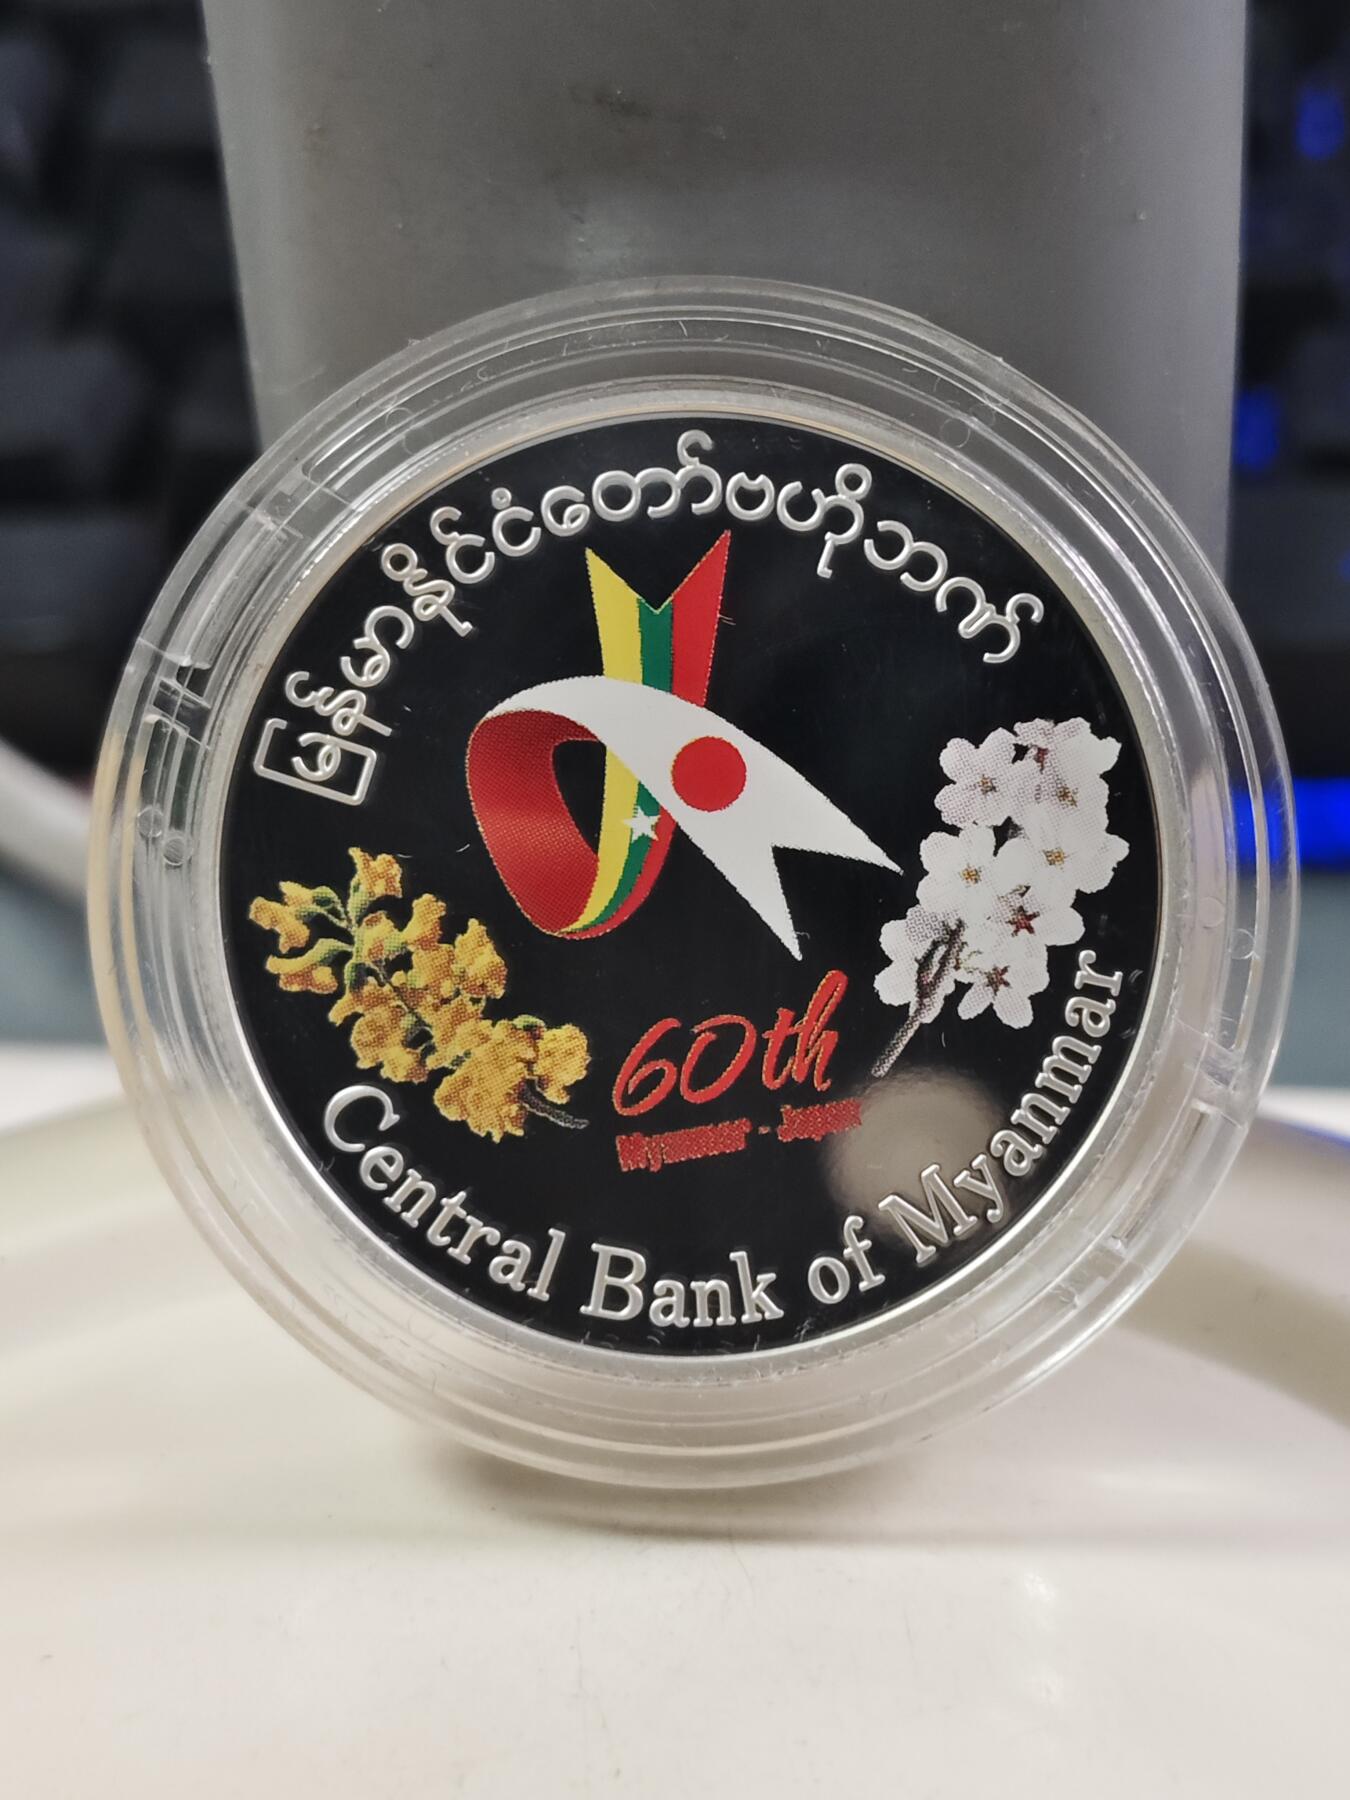 မြန်မာနိုင်ငံတော်ဗဟိုဘဏ်
60th
Myanmar - Japan
Central Bank of Myanmar